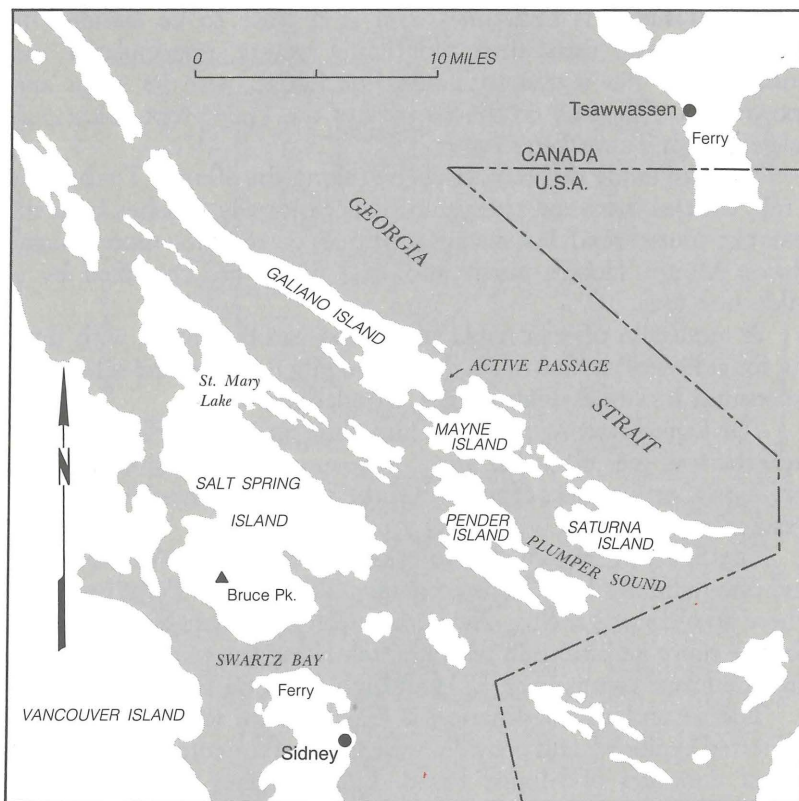 0 10 MILES
Tsawwassen
Ferry
CANADA
U.S.A.
GEORGIA
GALIANO ISLAND
ACTIVE PASSAGE
St. Mary
Lake
STRAIT
MAYNE
ISLAND
SALT SPRING
ISLAND
PENDER
ISLAND
SATURNA
ISLAND
PLUMPER SOUND
N
Bruce Pk.
SWARTZ BAY
Ferry
VANCOUVER ISLAND
Sidney